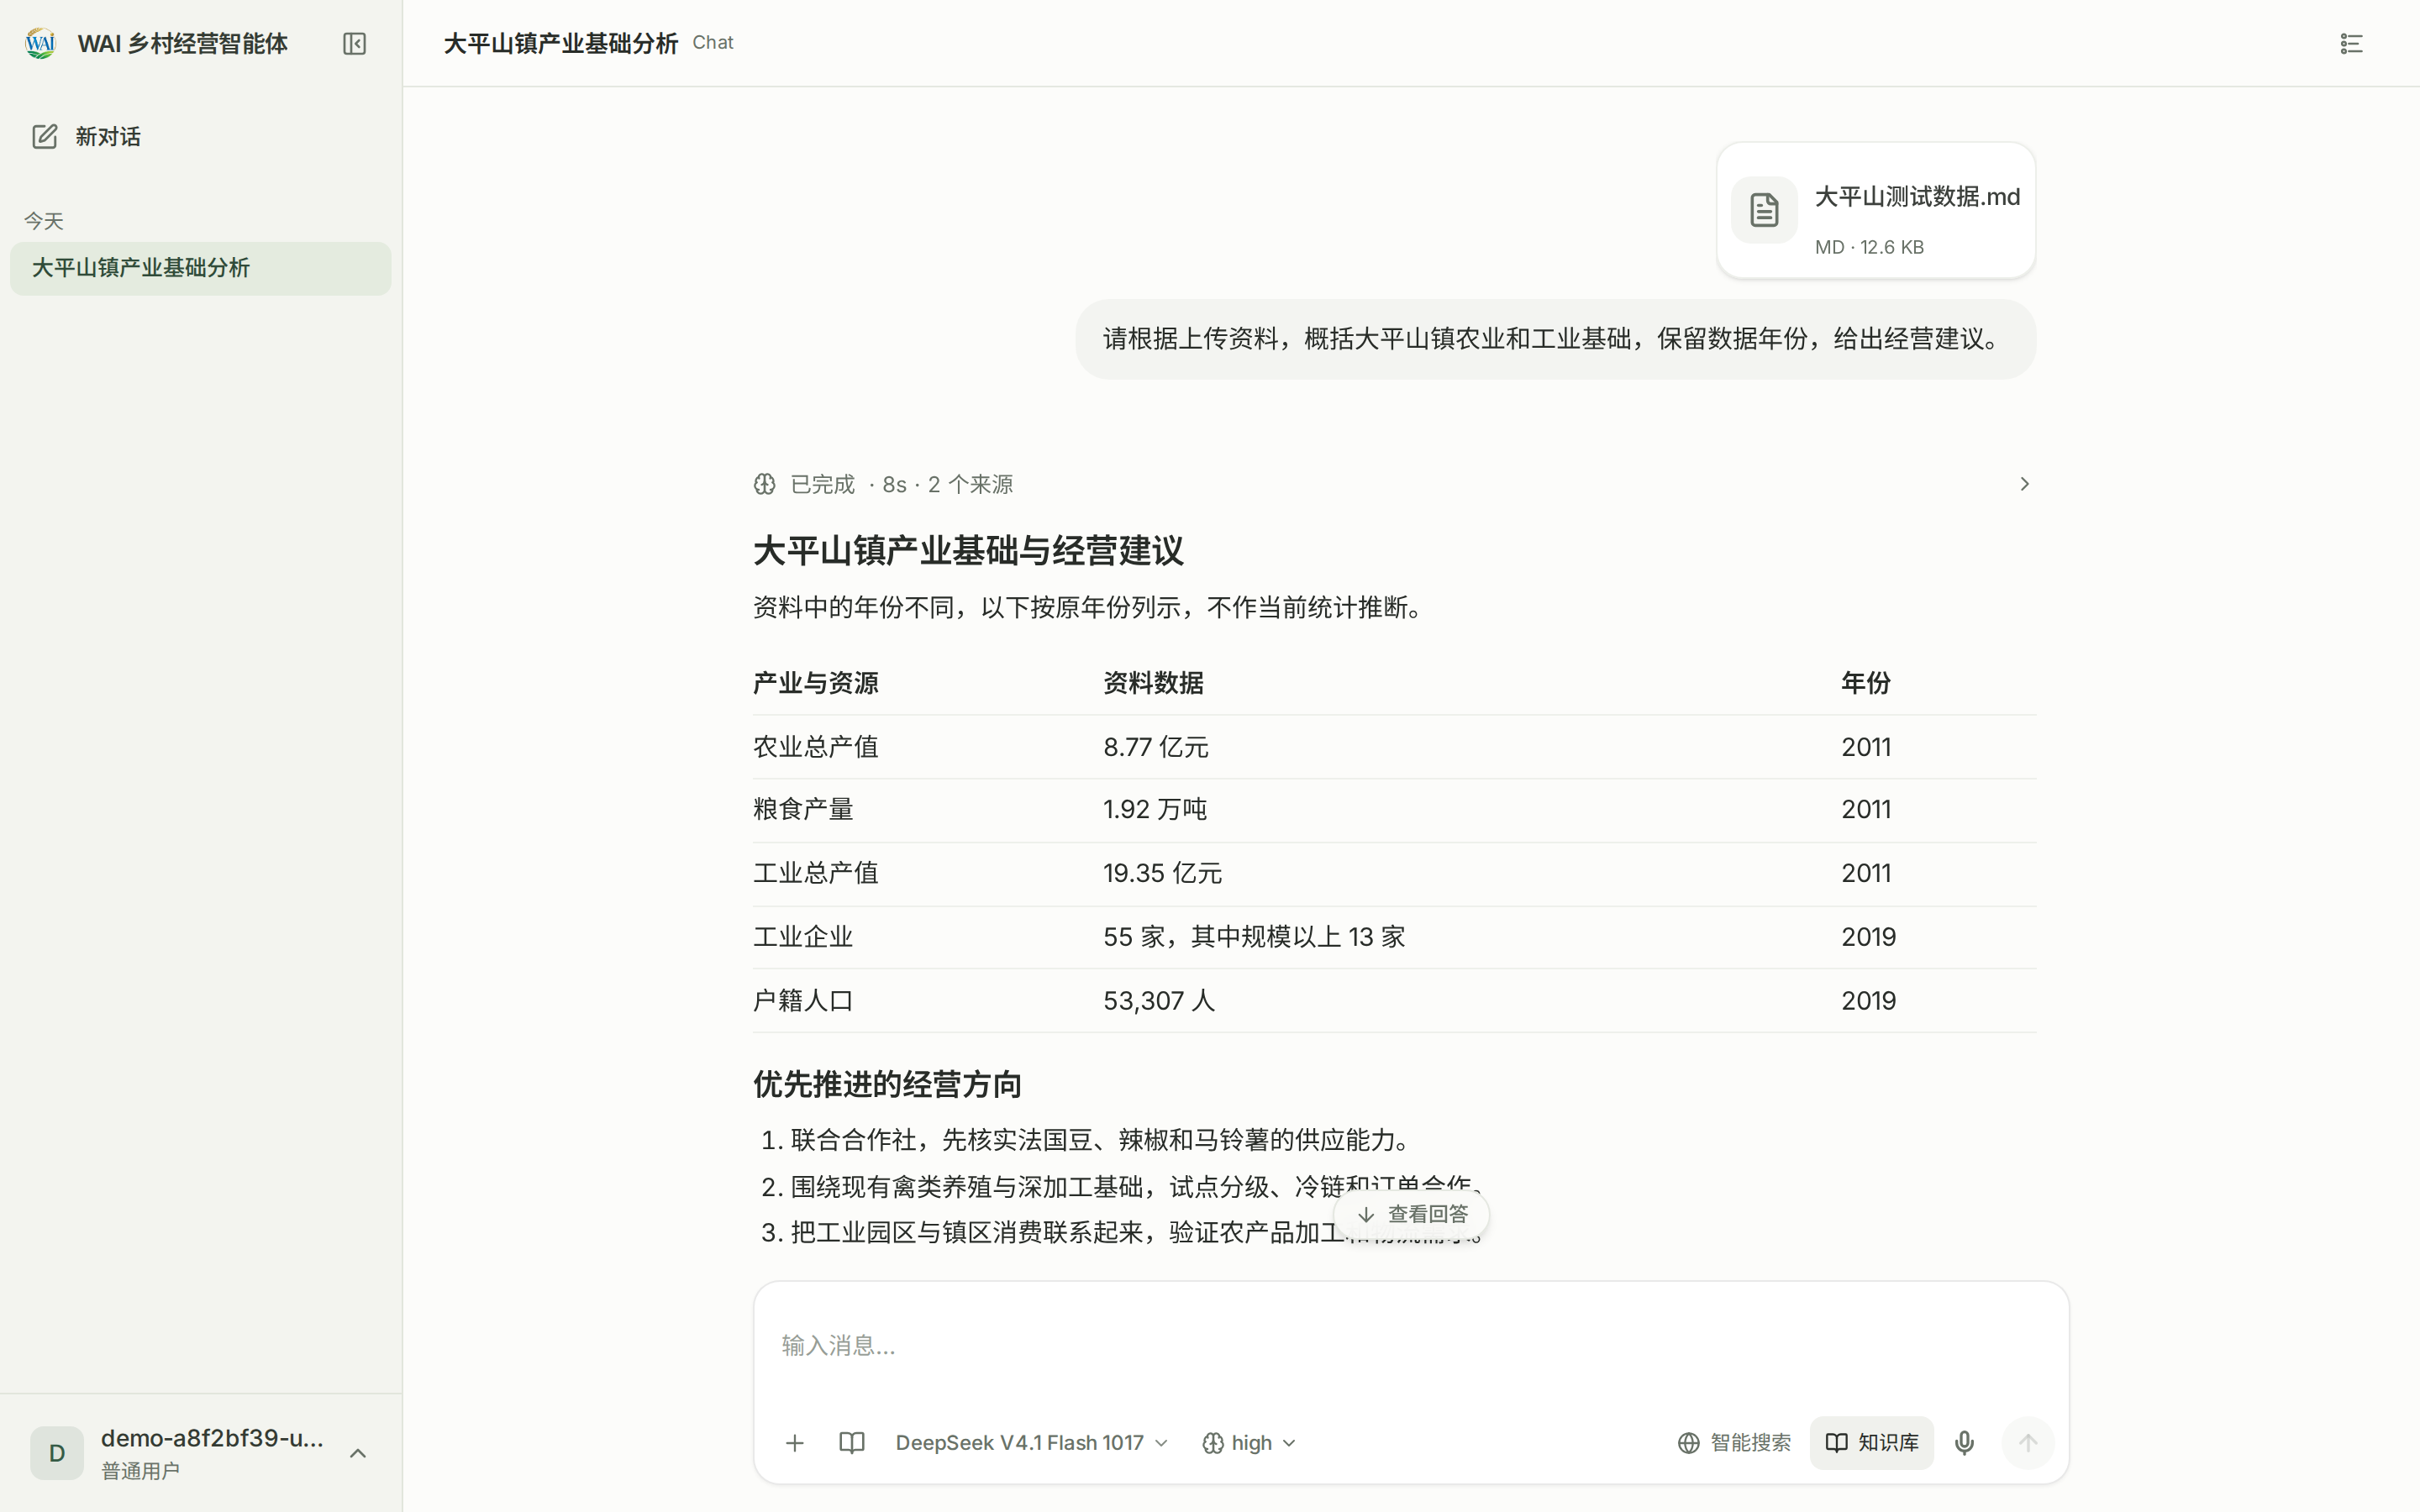 WAI 乡村经营智能体
新对话
今天
大平山镇产业基础分析
大平山镇产业基础分析 Chat
大平山测试数据.md
MD · 12.6 KB
请根据上传资料，概括大平山镇农业和工业基础，保留数据年份，给出经营建议。
已完成 · 8s · 2 个来源
大平山镇产业基础与经营建议
资料中的年份不同，以下按原年份列示，不作当前统计推断。
产业与资源 资料数据 年份
农业总产值 8.77 亿元 2011
粮食产量 1.92 万吨 2011
工业总产值 19.35 亿元 2011
工业企业 55 家，其中规模以上 13 家 2019
户籍人口 53,307 人 2019
优先推进的经营方向
1. 联合合作社，先核实法国豆、辣椒和马铃薯的供应能力。
2. 围绕现有禽类养殖与深加工基础，试点分级、冷链和订单合作。
3. 把工业园区与镇区消费联系起来，验证农产品加工
查看回答
输入消息...
DeepSeek V4.1 Flash 1017 high 智能搜索 知识库
D demo-a8f2bf39-u...
普通用户